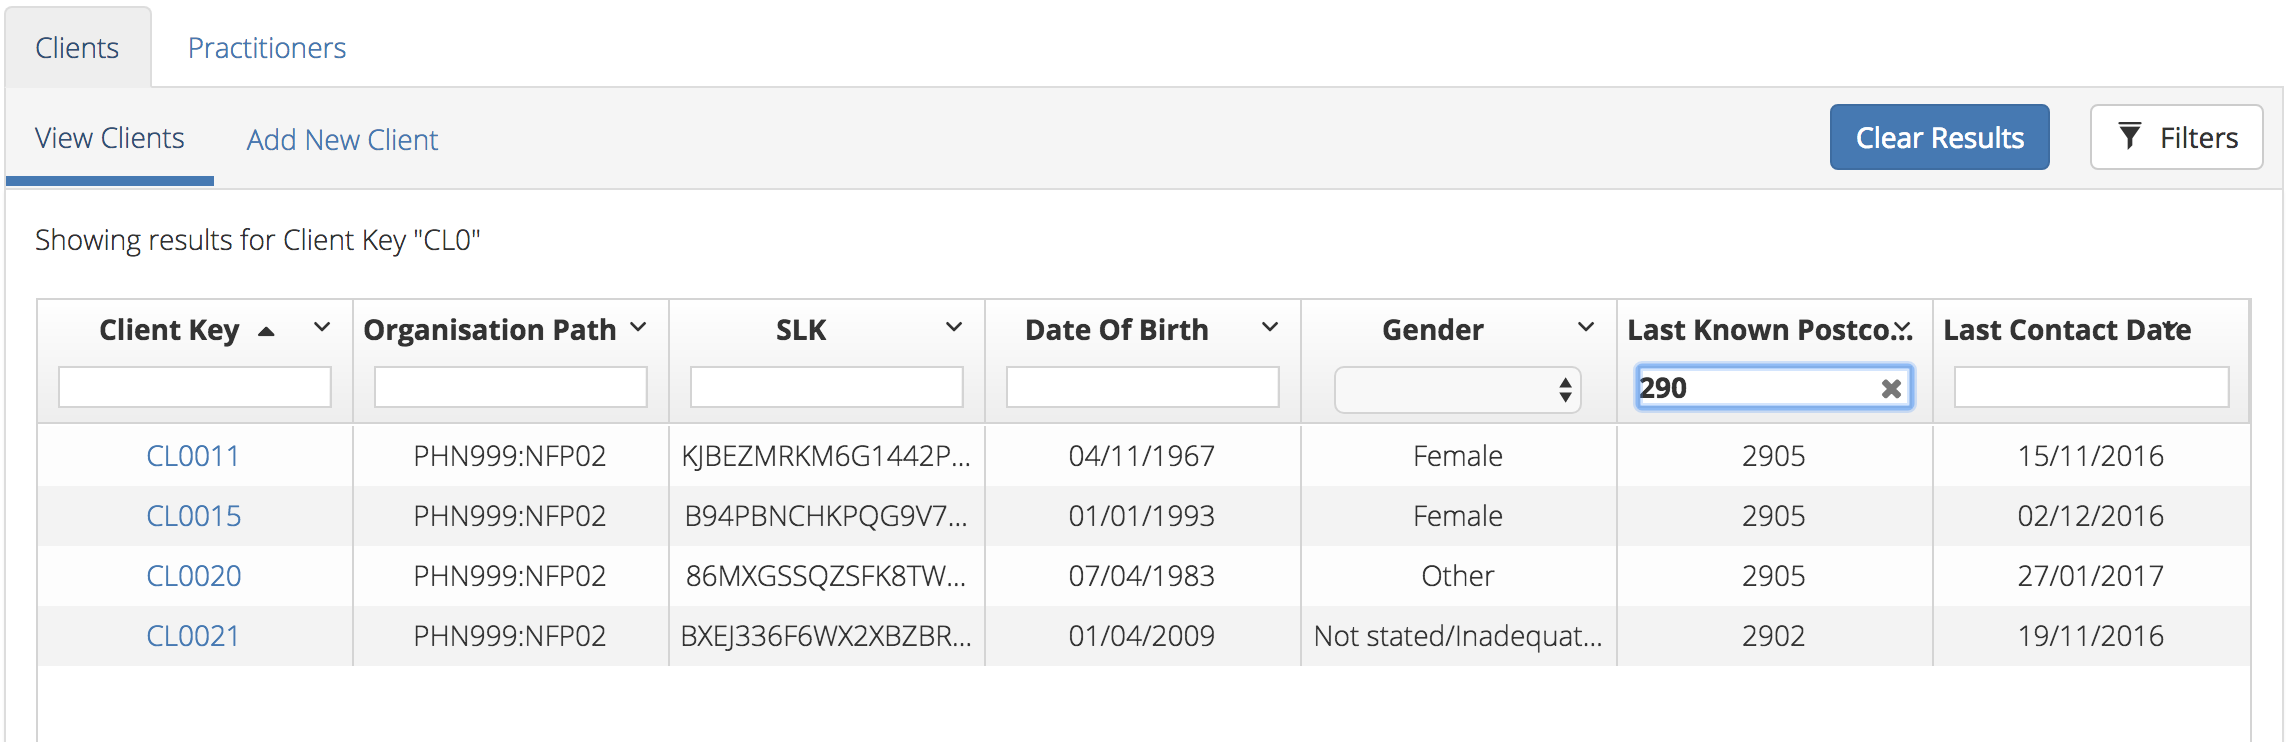 Clients Practitioners
View Clients Add New Client Clear Results Filters
Showing results for Client Key "CL0"
Client Key Organisation Path SLK Date Of Birth Gender Last Known Postco... Last Contact Date
290
CL0011 PHN999:NFP02 KJBEZMRKM6G1442P... 04/11/1967 Female 2905 15/11/2016
CL0015 PHN999:NFP02 B94PBNCHKPQG9V7... 01/01/1993 Female 2905 02/12/2016
CL0020 PHN999:NFP02 86MXGSSQZSFK8TW... 07/04/1983 Other 2905 27/01/2017
CL0021 PHN999:NFP02 BXEJ336F6WX2XBZBR... 01/04/2009 Not stated/Inadequat... 2902 19/11/2016